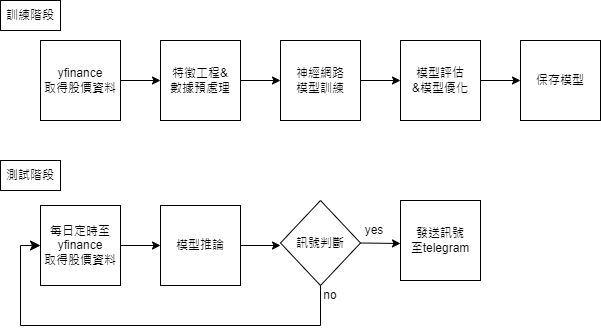 訓練階段
yfinance
取得股價資料
特徵工程&
數據預處理
神經網路
模型訓練
模型評估
&模型優化
保存模型
測試階段
每日定時至
yfinance
取得股價資料
模型推論
訊號判斷
yes
發送訊號
至telegram
no